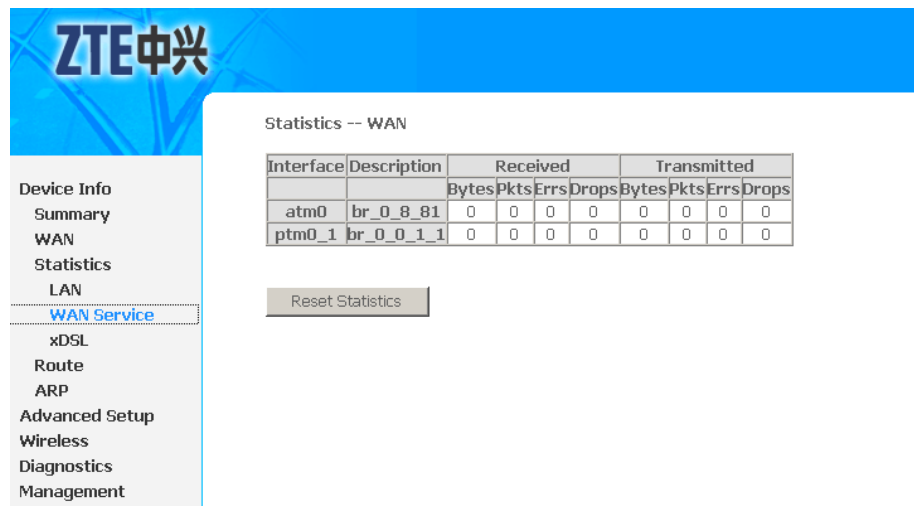 ZTE中兴
Statistics -- WAN
Interface Description Received Transmitted
Bytes Pkts Errs Drops Bytes Pkts Errs Drops
atm0 br_0_8_81 0 0 0 0 0 0 0 0
ptm0_1 br_0_0_1_1 0 0 0 0 0 0 0 0
Reset Statistics
Device Info
Summary
WAN
Statistics
LAN
WAN Service
xDSL
Route
ARP
Advanced Setup
Wireless
Diagnostics
Management